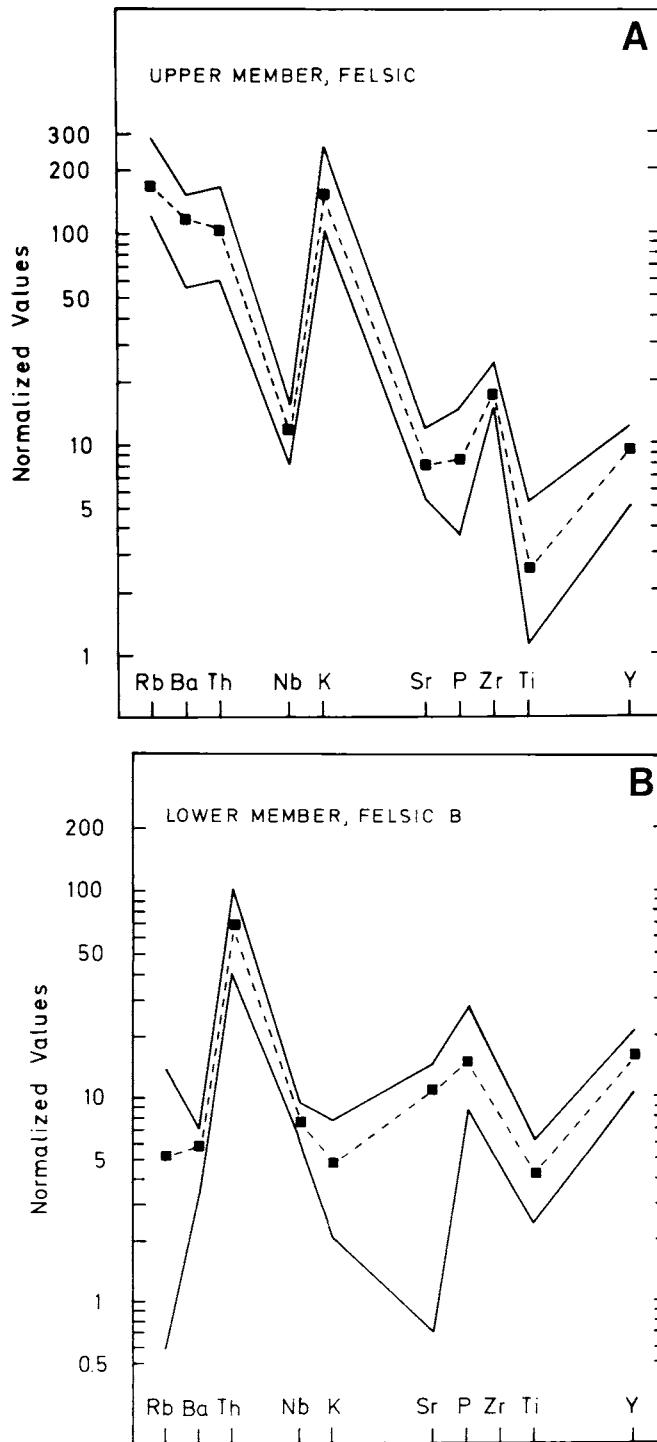 A
UPPER MEMBER, FELSIC
300
200
100
50
10
5
1
Normalized Values
Rb Ba Th Nb K Sr P Zr Ti Y
B
LOWER MEMBER, FELSIC B
200
100
50
10
5
1
0.5
Normalized Values
Rb Ba Th Nb K Sr P Zr Ti Y